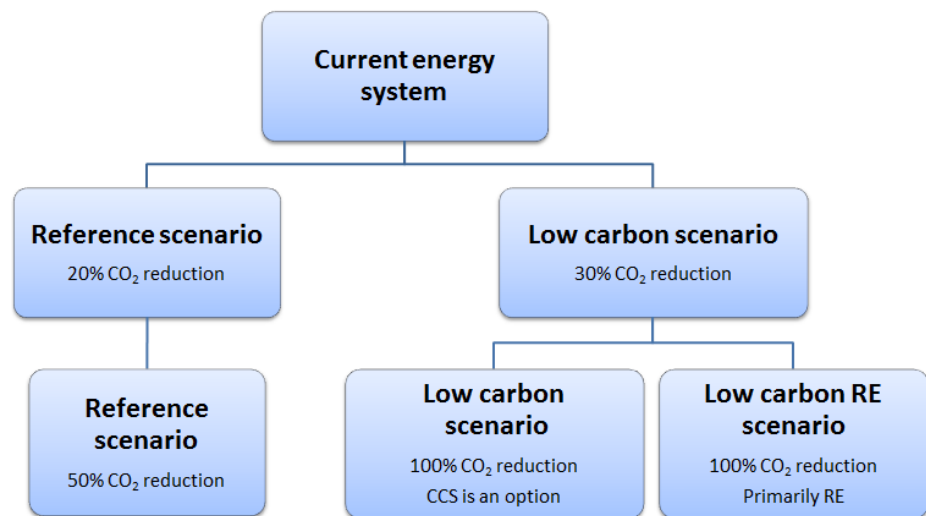 Current energy
system
Reference scenario
20% CO₂ reduction
Low carbon scenario
30% CO₂ reduction
Reference
scenario
50% CO₂ reduction
Low carbon
scenario
100% CO₂ reduction
CCS is an option
Low carbon RE
scenario
100% CO₂ reduction
Primarily RE